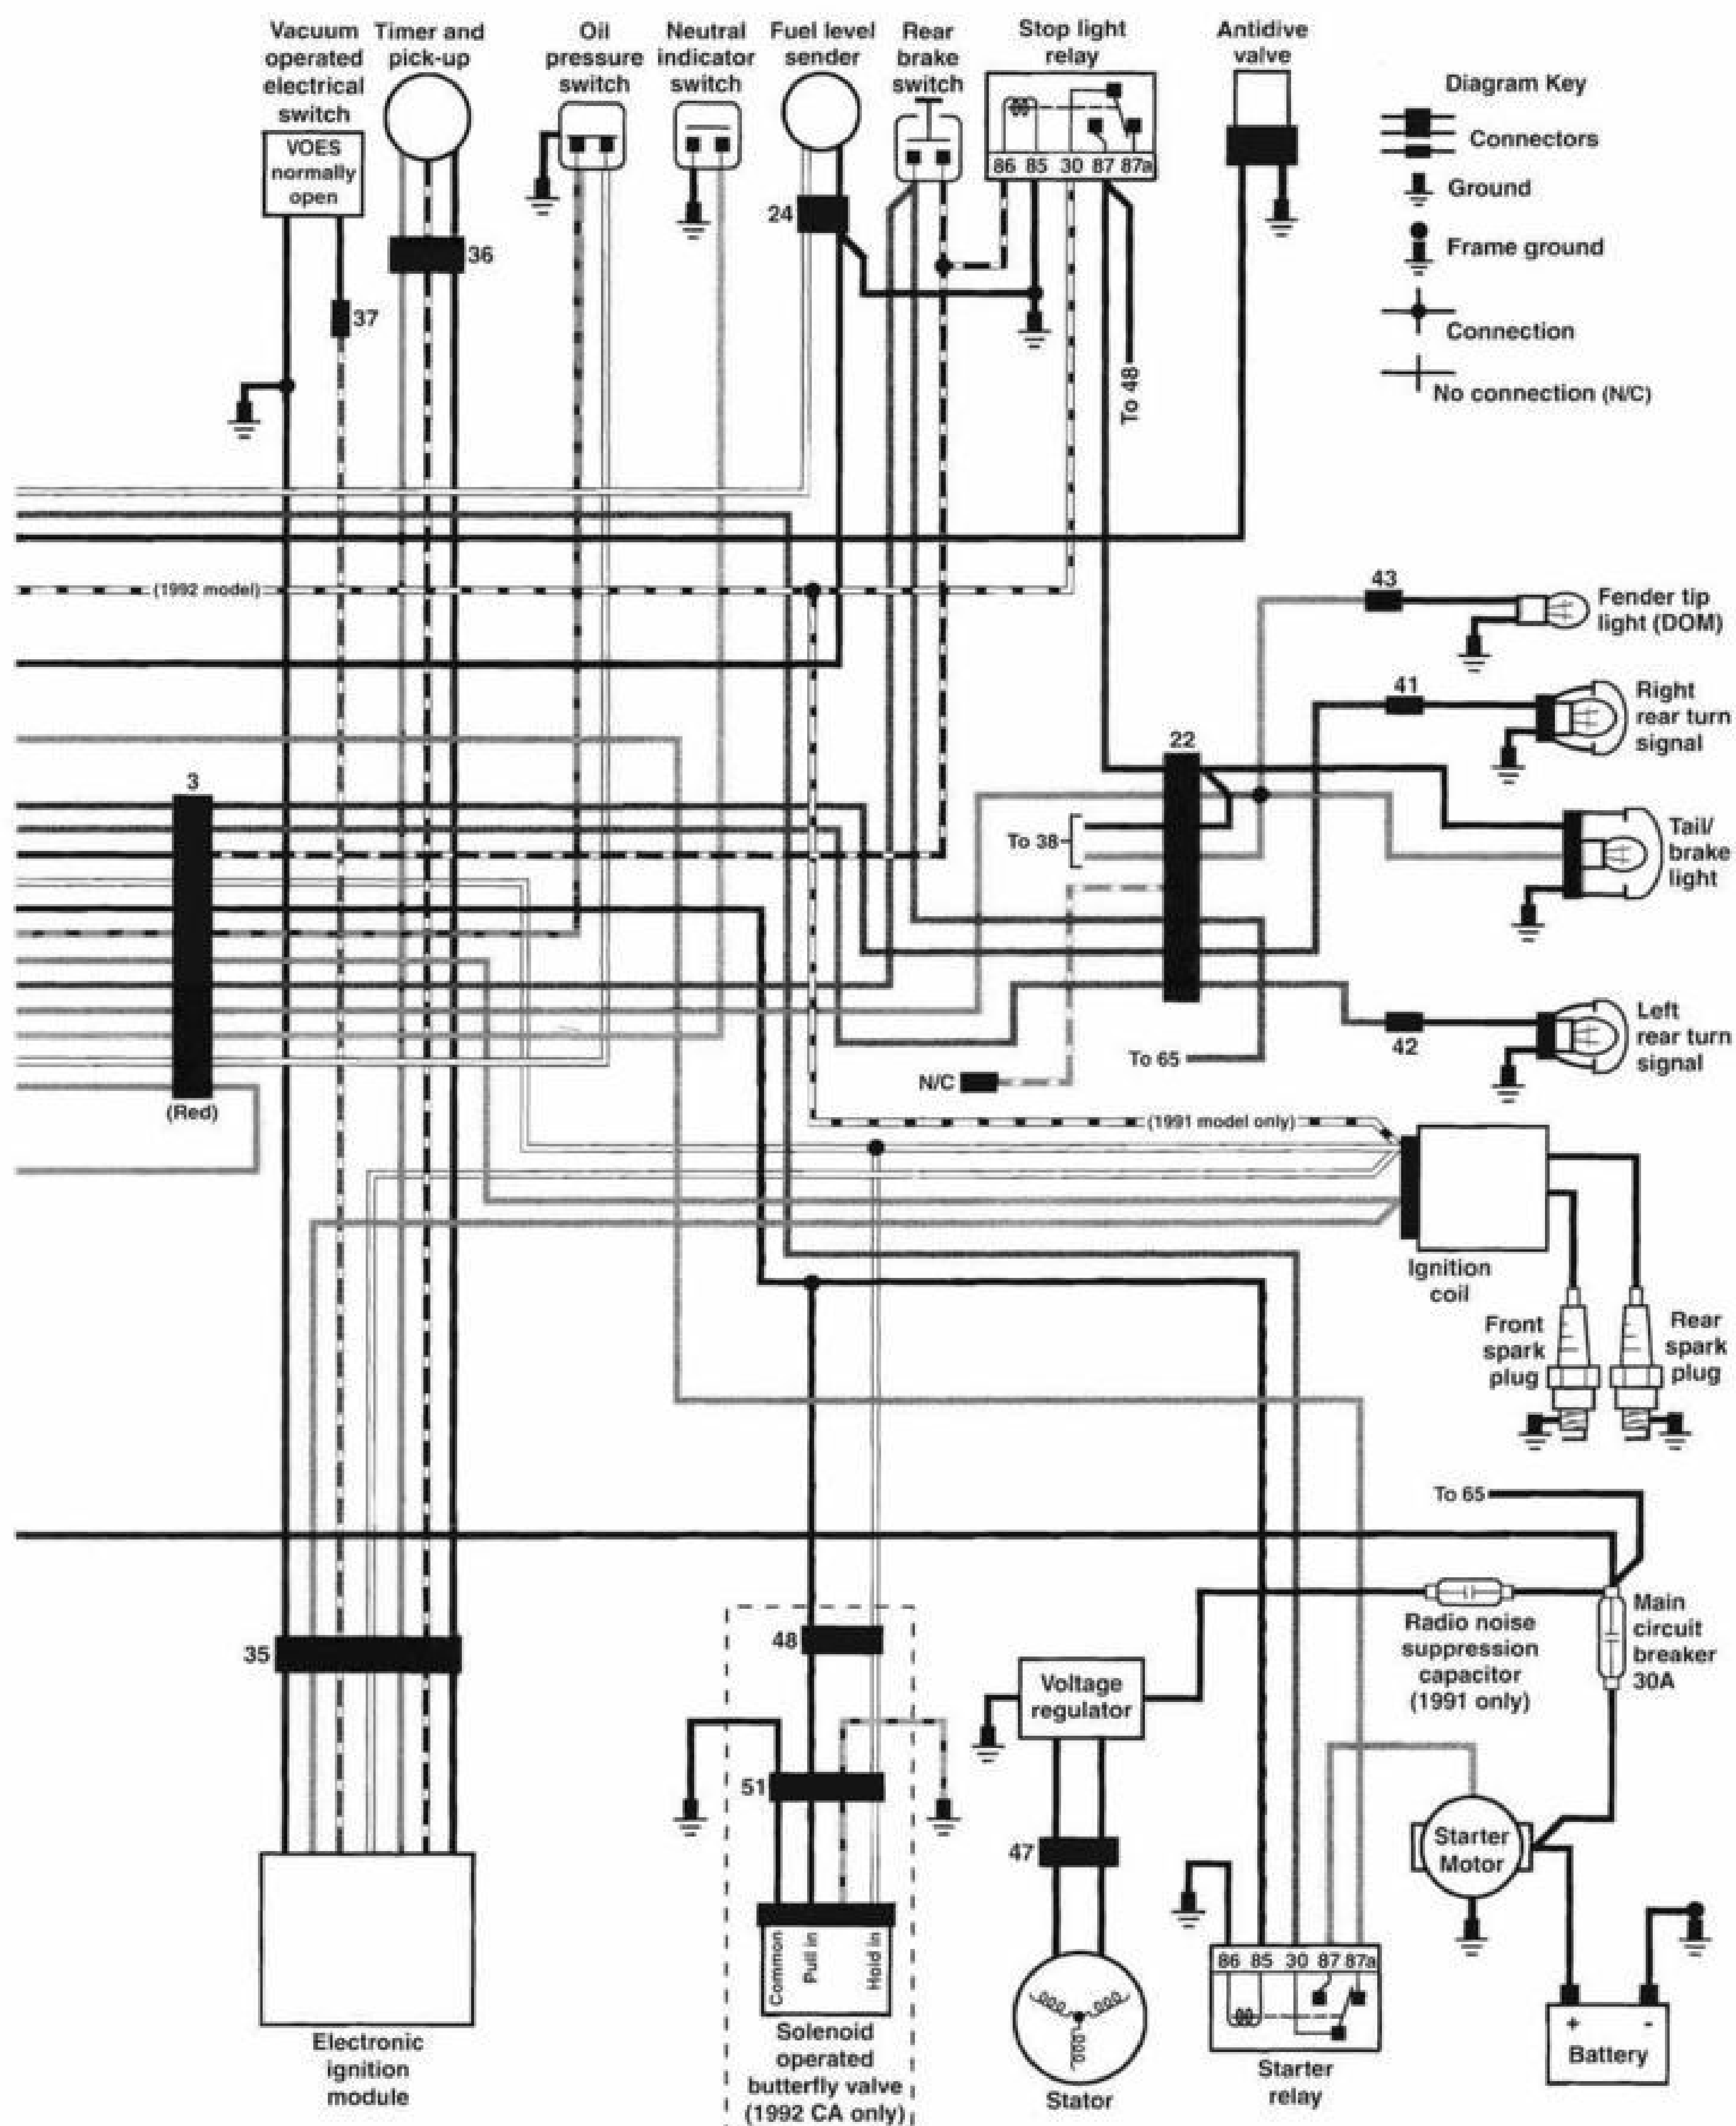 Vacuum
operated
electrical
switch
Timer and
pick-up
Oil
pressure
switch
Neutral
indicator
switch
Fuel level
sender
Rear
brake
switch
Stop light
relay
Antidive
valve
Diagram Key
Connectors
Ground
Frame ground
Connection
No connection (N/C)
VOES
normally
open
86 85 30 87 87a
24
36
37
To 48
(1992 model)
43
Fender tip
light (DOM)
41
Right
rear turn
signal
22
3
To 38
Tail/
brake
light
Left
rear turn
signal
42
To 65
N/C
(Red)
(1991 model only)
Ignition
coil
Front
spark
plug
Rear
spark
plug
To 65
Main
circuit
breaker
30A
Radio noise
suppression
capacitor
(1991 only)
35
48
Voltage
regulator
51
47
Starter
Motor
86 85 30 87 87a
Common
Pull in
Hold in
+ -
Battery
Electronic
ignition
module
Solenoid
operated
butterfly valve
(1992 CA only)
Stator
Starter
relay